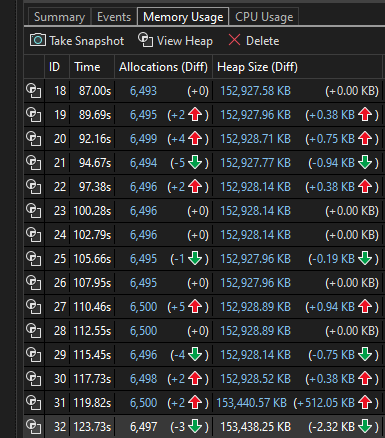 Summary Events Memory Usage CPU Usage
Take Snapshot View Heap Delete
ID Time Allocations (Diff) Heap Size (Diff)
18 87.00s 6,493 (+0) 152,927.58 KB (+0.00 KB)
19 89.69s 6,495 (+2) 152,927.96 KB (+0.38 KB)
20 92.16s 6,499 (+4) 152,928.71 KB (+0.75 KB)
21 94.67s 6,494 (-5) 152,927.77 KB (-0.94 KB)
22 97.38s 6,496 (+2) 152,928.14 KB (+0.38 KB)
23 100.28s 6,496 (+0) 152,928.14 KB (+0.00 KB)
24 102.79s 6,496 (+0) 152,928.14 KB (+0.00 KB)
25 105.66s 6,495 (-1) 152,927.96 KB (-0.19 KB)
26 107.95s 6,495 (+0) 152,927.96 KB (+0.00 KB)
27 110.46s 6,500 (+5) 152,928.89 KB (+0.94 KB)
28 112.55s 6,500 (+0) 152,928.89 KB (+0.00 KB)
29 115.45s 6,496 (-4) 152,928.14 KB (-0.75 KB)
30 117.73s 6,498 (+2) 152,928.52 KB (+0.38 KB)
31 119.82s 6,500 (+2) 153,440.57 KB (+512.05 KB)
32 123.73s 6,497 (-3) 153,438.25 KB (-2.32 KB)